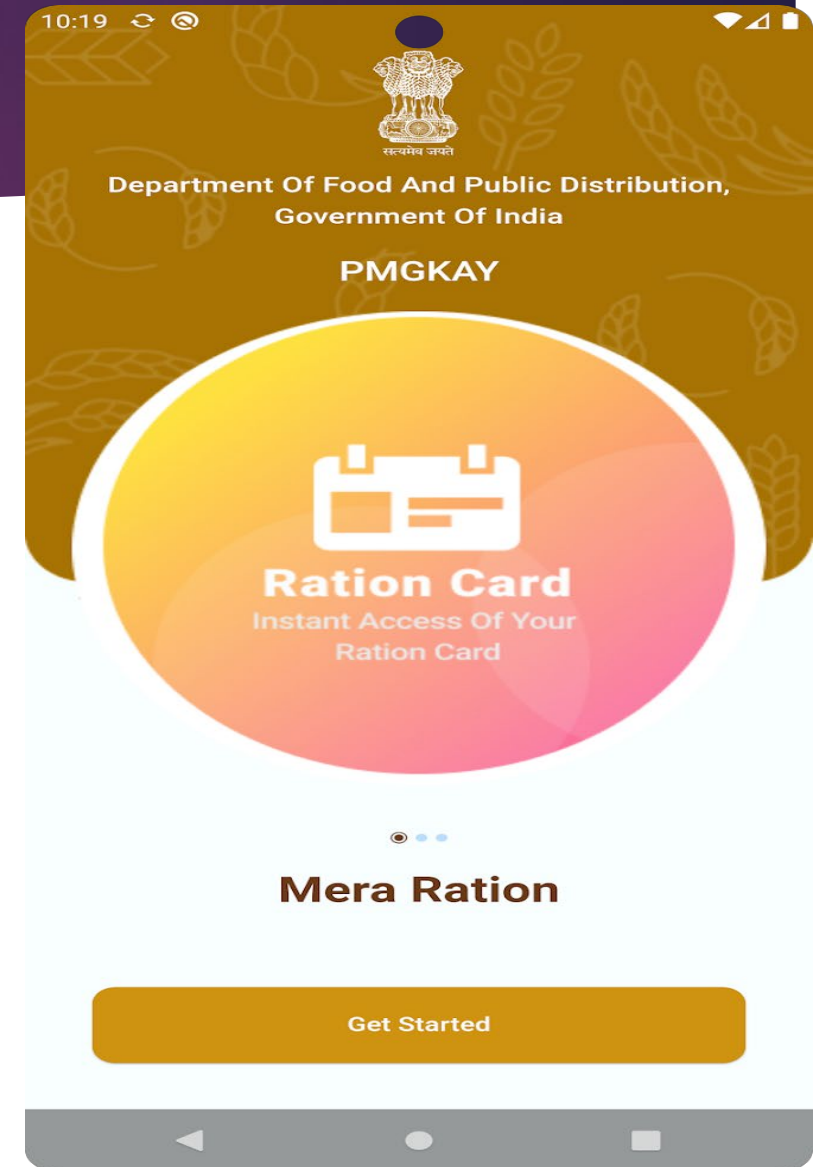 10:19
सत्यमेव जयते
Department Of Food And Public Distribution,
Government Of India
PMGKAY
Ration Card
Instant Access Of Your
Ration Card
Mera Ration
Get Started